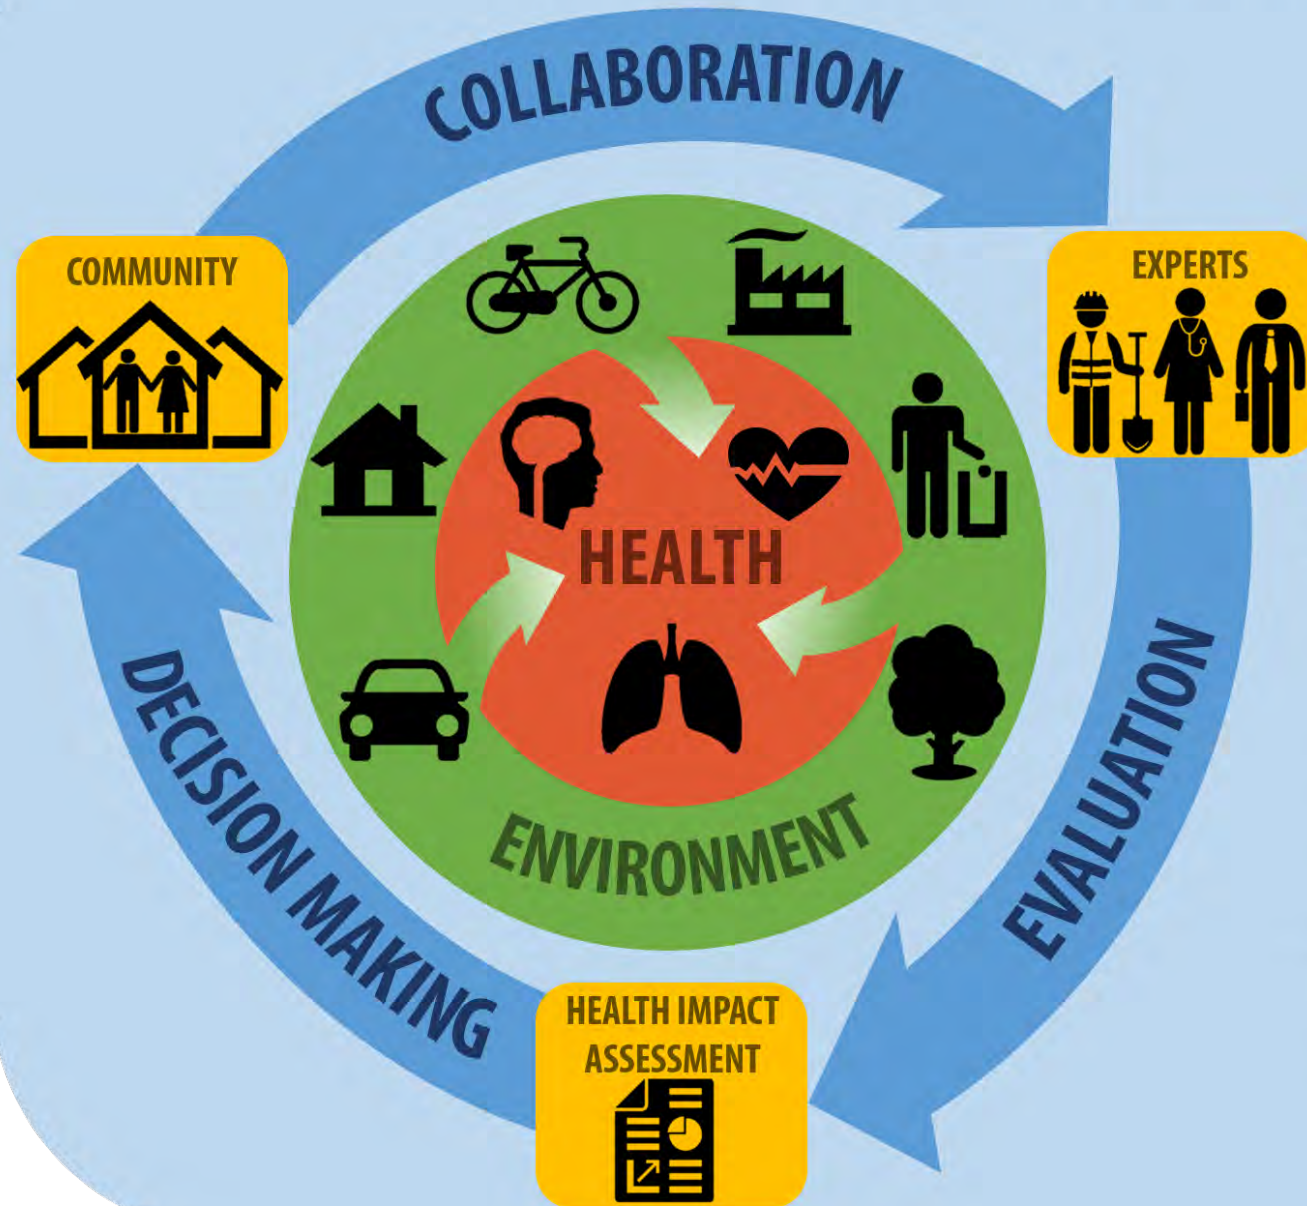 COLLABORATION
COMMUNITY
EXPERTS
HEALTH
ENVIRONMENT
EVALUATION
DECISION MAKING
HEALTH IMPACT
ASSESSMENT